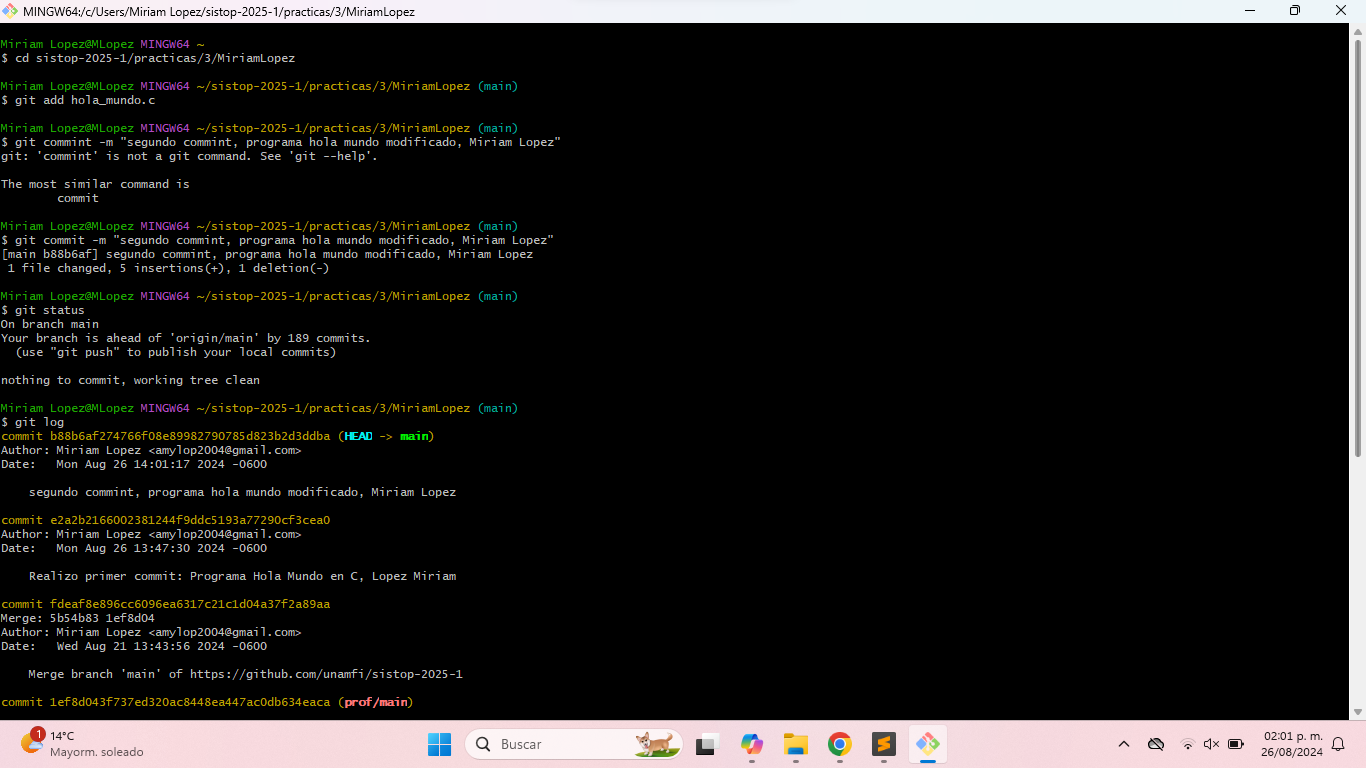 MINGW64:/c/Users/Miriam Lopez/sistop-2025-1/practicas/3/MiriamLopez
Miriam Lopez@MLopez MINGW64 ~
$ cd sistop-2025-1/practicas/3/MiriamLopez
Miriam Lopez@MLopez MINGW64 ~/sistop-2025-1/practicas/3/MiriamLopez (main)
$ git add hola_mundo.c
Miriam Lopez@MLopez MINGW64 ~/sistop-2025-1/practicas/3/MiriamLopez (main)
$ git commint -m "segundo commint, programa hola mundo modificado, Miriam Lopez"
git: 'commint' is not a git command. See 'git --help'.
The most similar command is
commit
Miriam Lopez@MLopez MINGW64 ~/sistop-2025-1/practicas/3/MiriamLopez (main)
$ git commit -m "segundo commint, programa hola mundo modificado, Miriam Lopez"
[main b88b6af] segundo commint, programa hola mundo modificado, Miriam Lopez
1 file changed, 5 insertions(+), 1 deletion(-)
Miriam Lopez@MLopez MINGW64 ~/sistop-2025-1/practicas/3/MiriamLopez (main)
$ git status
On branch main
Your branch is ahead of 'origin/main' by 189 commits.
(use "git push" to publish your local commits)
nothing to commit, working tree clean
Miriam Lopez@MLopez MINGW64 ~/sistop-2025-1/practicas/3/MiriamLopez (main)
$ git log
commit b88b6af274766f08e89982790785d823b2d3ddba (HEAD -> main)
Author: Miriam Lopez <amylop2004@gmail.com>
Date: Mon Aug 26 14:01:17 2024 -0600
segundo commint, programa hola mundo modificado, Miriam Lopez
commit e2a2b2166002381244f9ddc5193a77290cf3cea0
Author: Miriam Lopez <amylop2004@gmail.com>
Date: Mon Aug 26 13:47:30 2024 -0600
Realizo primer commit: Programa Hola Mundo en C, Lopez Miriam
commit fdeaf8e896cc6096ea6317c21c1d04a37f2a89aa
Merge: 5b54b83 1ef8d04
Author: Miriam Lopez <amylop2004@gmail.com>
Date: Wed Aug 21 13:43:56 2024 -0600
Merge branch 'main' of https://github.com/unamfi/sistop-2025-1
commit 1ef8d043f737ed320ac8448ea447ac0db634eaca (prof/main)
1
14°C
Mayorm. soleado
Buscar
02:01 p. m.
26/08/2024